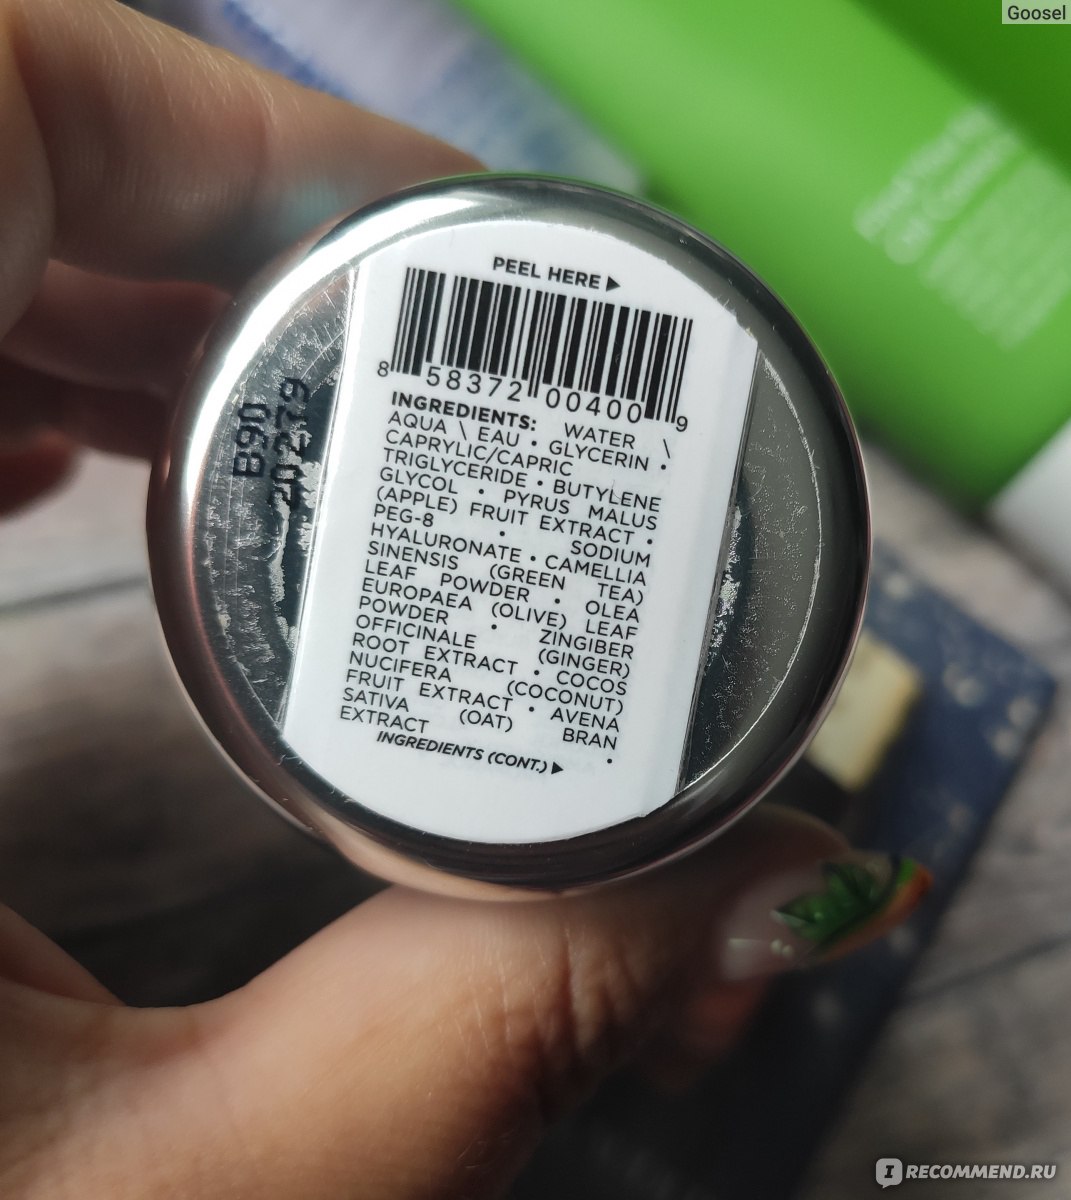 Goosel
PEEL HERE ▶
8 58372 00400 9
INGREDIENTS: WATER \
AQUA \ EAU • GLYCERIN •
CAPRYLIC/CAPRIC
TRIGLYCERIDE • BUTYLENE
GLYCOL • PYRUS MALUS
(APPLE) FRUIT EXTRACT •
PEG-8 • SODIUM
HYALURONATE • CAMELLIA
SINENSIS (GREEN TEA)
LEAF POWDER • OLEA
EUROPAEA (OLIVE) LEAF
POWDER • ZINGIBER
OFFICINALE (GINGER)
ROOT EXTRACT • COCOS
NUCIFERA (COCONUT)
FRUIT EXTRACT • AVENA
SATIVA (OAT) BRAN
EXTRACT •
INGREDIENTS (CONT.) ▶
B90
20279
IRECOMMEND.RU